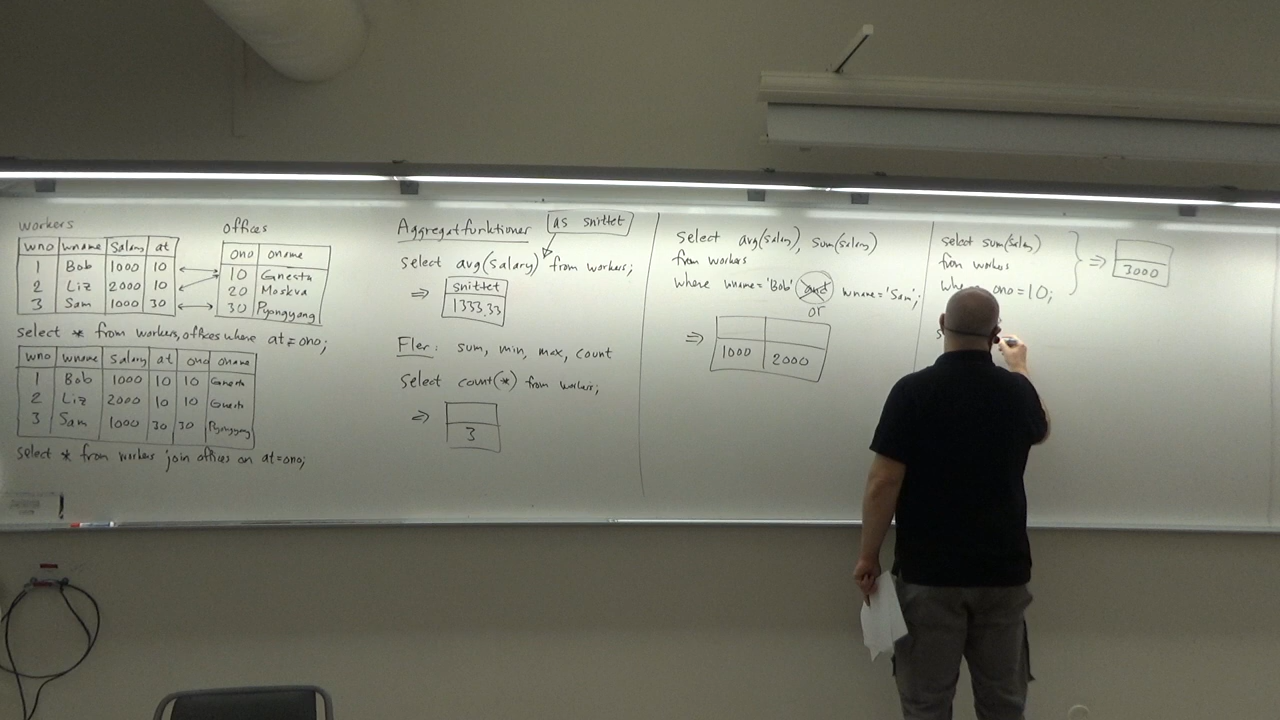 workers
wno wname Salary at
1 Bob 1000 10
2 Liz 2000 10
3 Sam 1000 30
offices
ono oname
10 Gnesta
20 Moskva
30 Pyongyang
select * from workers, offices where at = ono;
wno wname Salary at ono oname
1 Bob 1000 10 10 Gnesta
2 Liz 2000 10 10 Gnesta
3 Sam 1000 30 30 Pyongyang
select * from workers join offices on at=ono;
Aggregatfunktioner
as snittet
select avg(salary) from workers;
⇒ snittet
1333.33
Fler: sum, min, max, count
select count(*) from workers;
⇒
3
Select avg(salary), sum(salary)
from workers
where wname='Bob' and wname='Sam';
or
⇒
1000 2000
select sum(salary)
from workers
ono=10;
} ⇒
3000